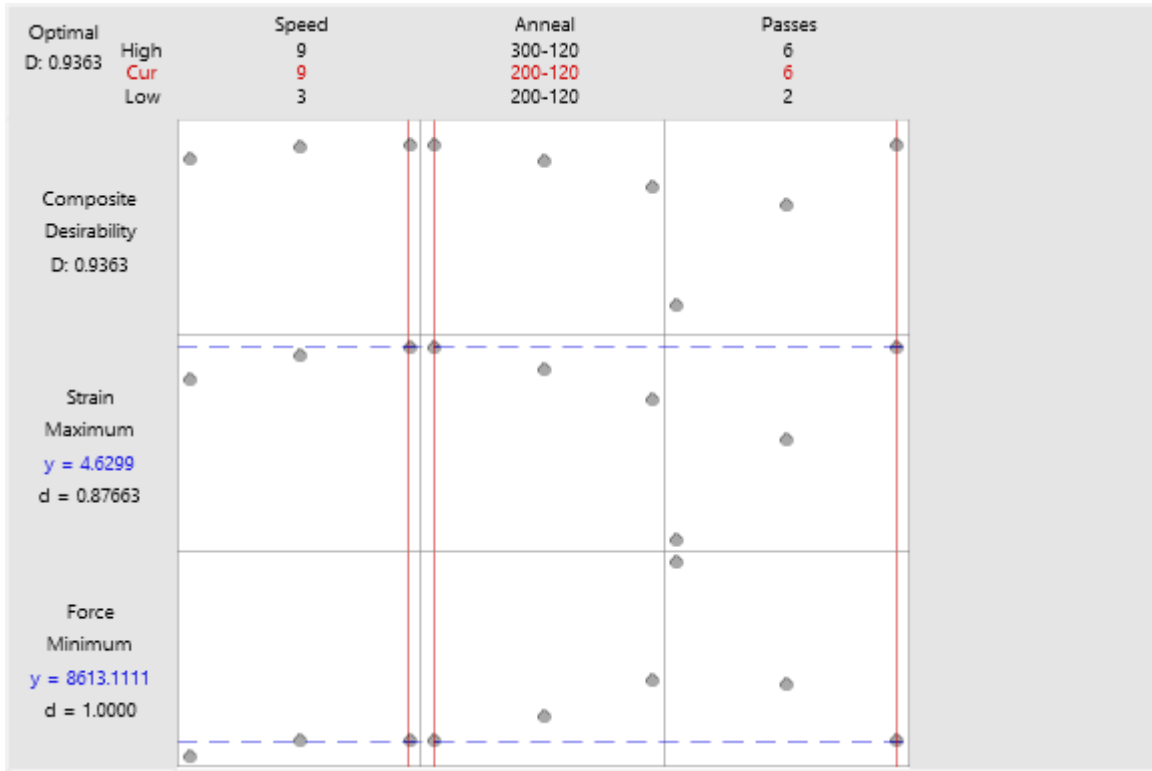 Optimal
D: 0.9363
Speed Anneal Passes
High 9 300-120 6
Cur 9 200-120 6
Low 3 200-120 2
Composite
Desirability
D: 0.9363
Strain
Maximum
y = 4.6299
d = 0.87663
Force
Minimum
y = 8613.1111
d = 1.0000